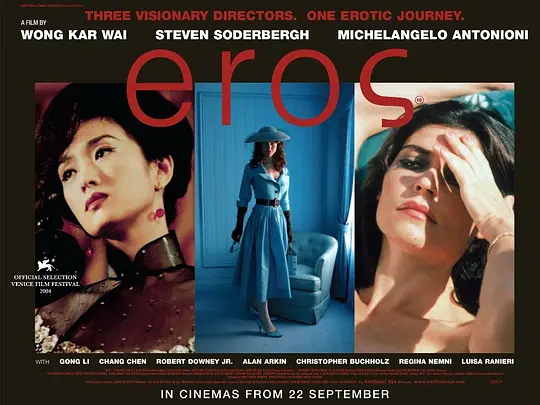 THREE VISIONARY DIRECTORS. ONE EROTIC JOURNEY.
A FILM BY
WONG KAR WAI STEVEN SODERBERGH MICHELANGELO ANTONIONI
eros
15
OFFICIAL SELECTION
VENICE FILM FESTIVAL
2004
WITH GONG LI CHANG CHEN ROBERT DOWNEY JR. ALAN ARKIN CHRISTOPHER BUCHHOLZ REGINA NEMNI LUISA RANIERI
IN CINEMAS FROM 22 SEPTEMBER